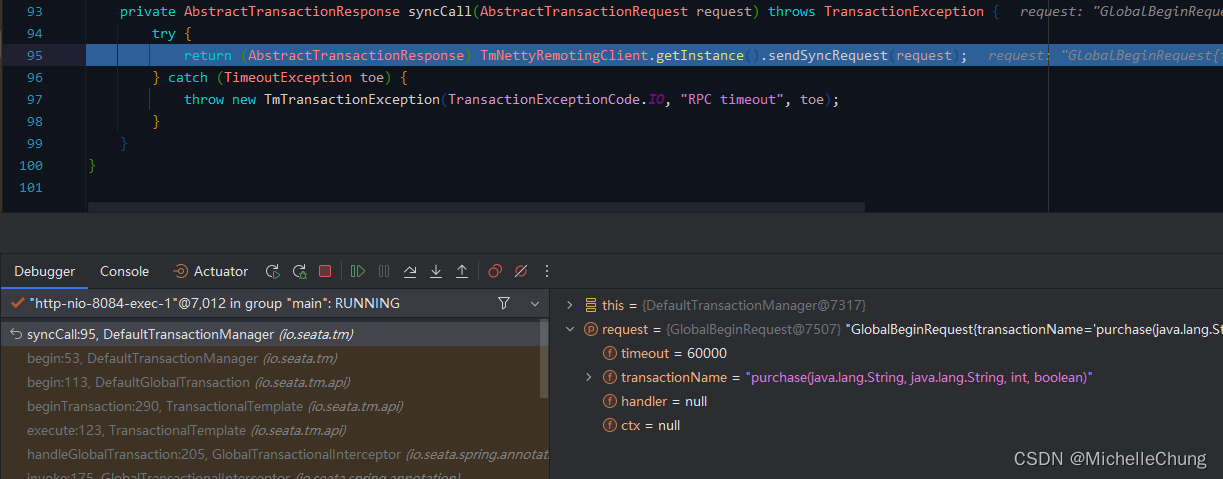 93 private AbstractTransactionResponse syncCall(AbstractTransactionRequest request) throws TransactionException { request: "GlobalBeginReque
94 try {
95 return (AbstractTransactionResponse) TmNettyRemotingClient.getInstance().sendSyncRequest(request); request: "GlobalBeginRequest{t
96 } catch (TimeoutException toe) {
97 throw new TmTransactionException(TransactionExceptionCode.IO, "RPC timeout", toe);
98 }
99 }
100 }
101
Debugger Console Actuator
"http-nio-8084-exec-1"@7,012 in group "main": RUNNING
syncCall:95, DefaultTransactionManager (io.seata.tm)
begin:53, DefaultTransactionManager (io.seata.tm)
begin:113, DefaultGlobalTransaction (io.seata.tm.api)
beginTransaction:290, TransactionalTemplate (io.seata.tm.api)
execute:123, TransactionalTemplate (io.seata.tm.api)
handleGlobalTransaction:205, GlobalTransactionalInterceptor (io.seata.spring.annotat
invoke:175, GlobalTransactionalInterceptor (io.seata.spring.annotation)
this = {DefaultTransactionManager@7317}
request = {GlobalBeginRequest@7507} "GlobalBeginRequest{transactionName='purchase(java.lang.St
timeout = 60000
transactionName = "purchase(java.lang.String, java.lang.String, int, boolean)"
handler = null
ctx = null
CSDN @MichelleChung